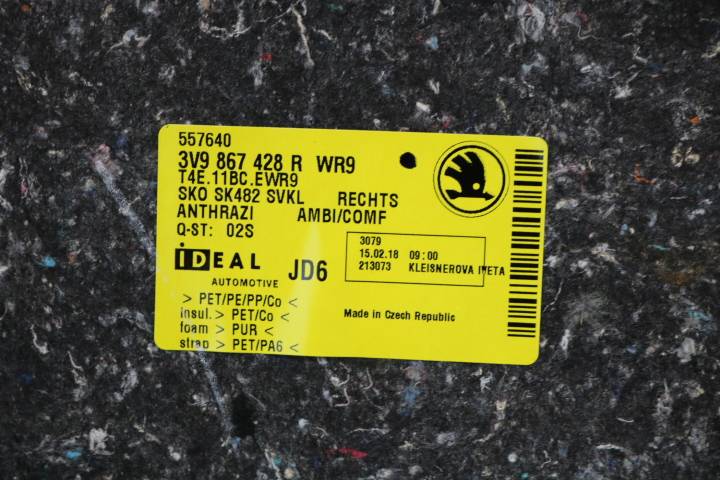 557640
3V9 867 428 R WR9
T4E.11BC.EWR9
SKO SK482 SVKL RECHTS
ANTHRAZI AMBI/COMF
Q-ST: 02S
3079
15.02.18 09:00
213073 KLEISNEROVA IVETA
iDEAL
AUTOMOTIVE
JD6
> PET/PE/PP/Co <
insul.> PET/Co <
foam > PUR <
strap > PET/PA6 <
Made in Czech Republic